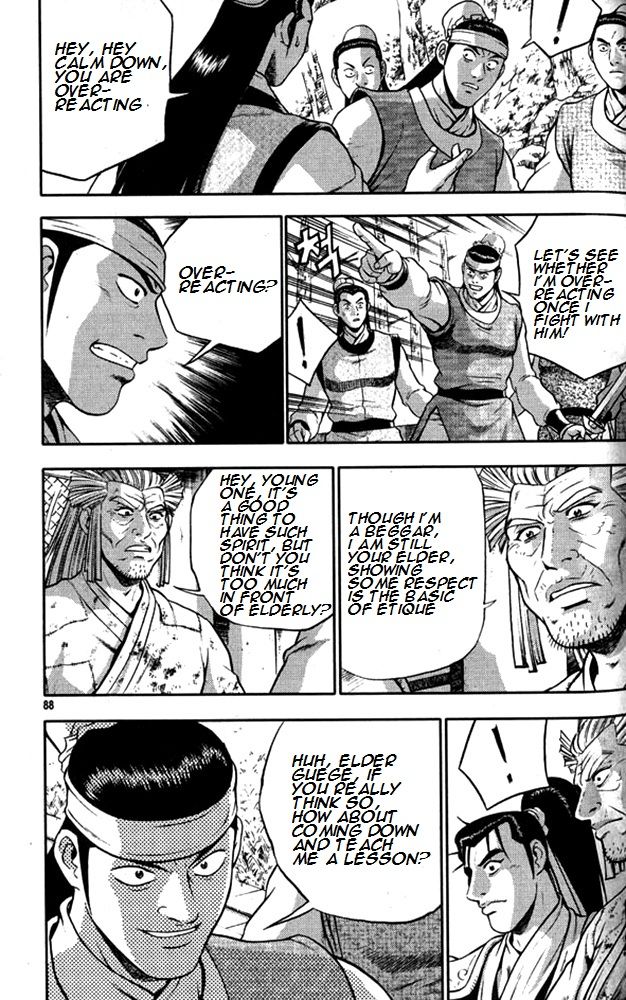 HEY, HEY
CALM DOWN,
YOU ARE
OVER-
REACTING
!
OVER-
REACTING?
!
LET'S SEE
WHETHER
I'M OVER-
REACTING
ONCE I
FIGHT WITH
HIM!
HEY, YOUNG
ONE, IT'S
A GOOD
THING TO
HAVE SUCH
SPIRIT, BUT
DON'T YOU
THINK IT'S
TOO MUCH
IN FRONT
OF ELDERLY?
THOUGH I'M
A BEGGAR,
I AM STILL
YOUR ELDER,
SHOWING
SOME RESPECT
IS THE BASIC
OF ETIQUE
88
HUH, ELDER
GUEGE, IF
YOU REALLY
THINK SO,
HOW ABOUT
COMING DOWN
AND TEACH
ME A LESSON?
!